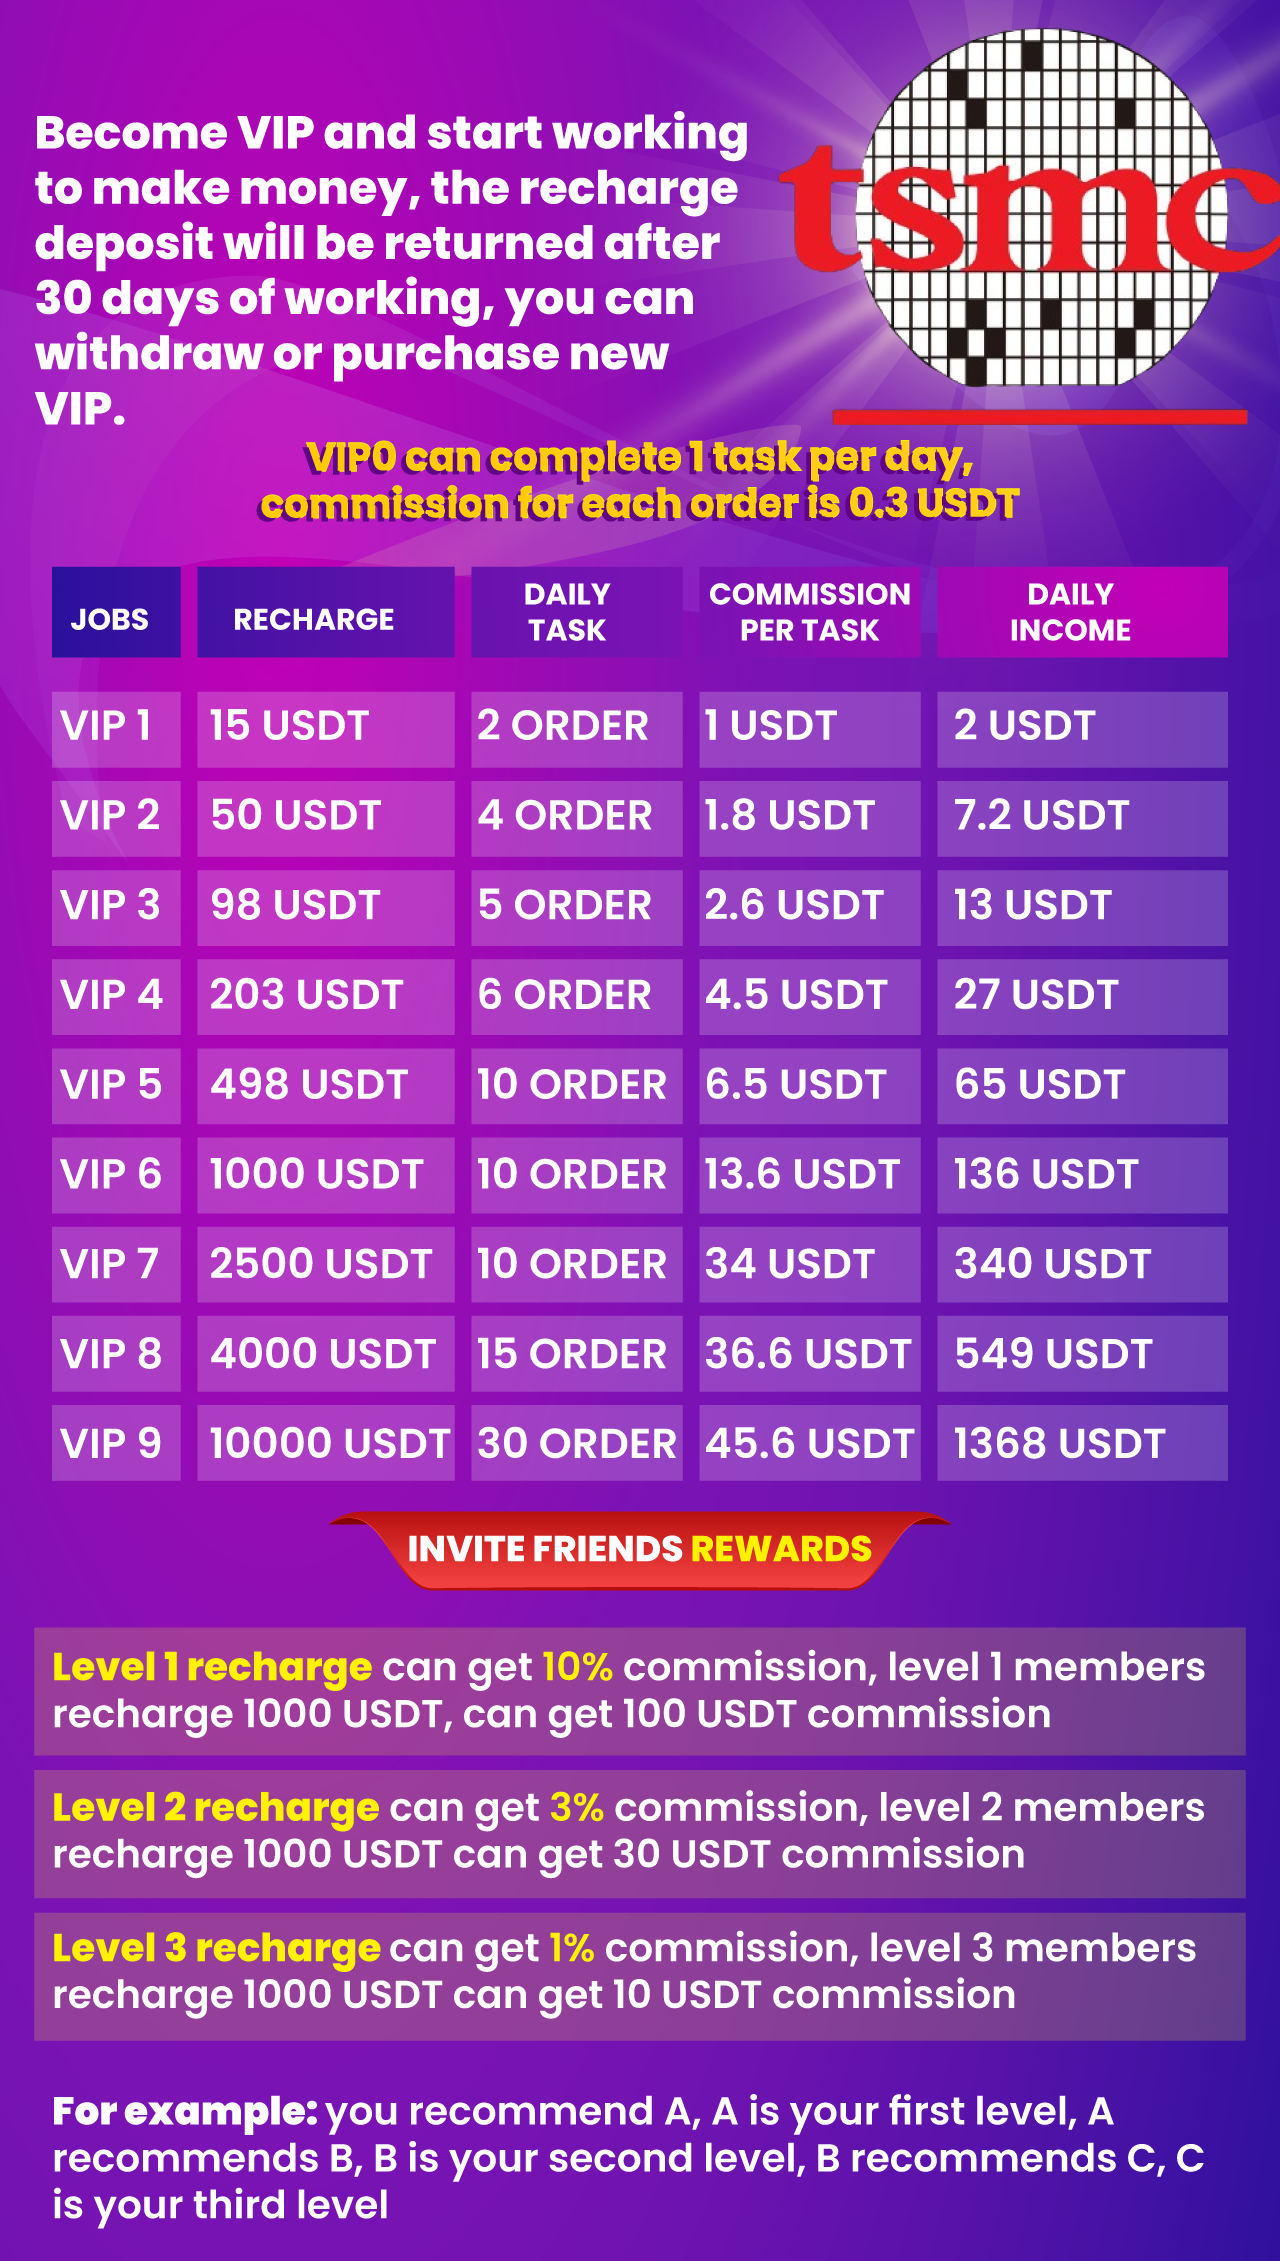 tsmc
Become VIP and start working
to make money, the recharge
deposit will be returned after
30 days of working, you can
withdraw or purchase new
VIP.
VIP0 can complete 1 task per day,
commission for each order is 0.3 USDT
JOBS RECHARGE DAILY TASK COMMISSION PER TASK DAILY INCOME
VIP 1 15 USDT 2 ORDER 1 USDT 2 USDT
VIP 2 50 USDT 4 ORDER 1.8 USDT 7.2 USDT
VIP 3 98 USDT 5 ORDER 2.6 USDT 13 USDT
VIP 4 203 USDT 6 ORDER 4.5 USDT 27 USDT
VIP 5 498 USDT 10 ORDER 6.5 USDT 65 USDT
VIP 6 1000 USDT 10 ORDER 13.6 USDT 136 USDT
VIP 7 2500 USDT 10 ORDER 34 USDT 340 USDT
VIP 8 4000 USDT 15 ORDER 36.6 USDT 549 USDT
VIP 9 10000 USDT 30 ORDER 45.6 USDT 1368 USDT
INVITE FRIENDS REWARDS
Level 1 recharge can get 10% commission, level 1 members
recharge 1000 USDT, can get 100 USDT commission
Level 2 recharge can get 3% commission, level 2 members
recharge 1000 USDT can get 30 USDT commission
Level 3 recharge can get 1% commission, level 3 members
recharge 1000 USDT can get 10 USDT commission
For example: you recommend A, A is your first level, A
recommends B, B is your second level, B recommends C, C
is your third level